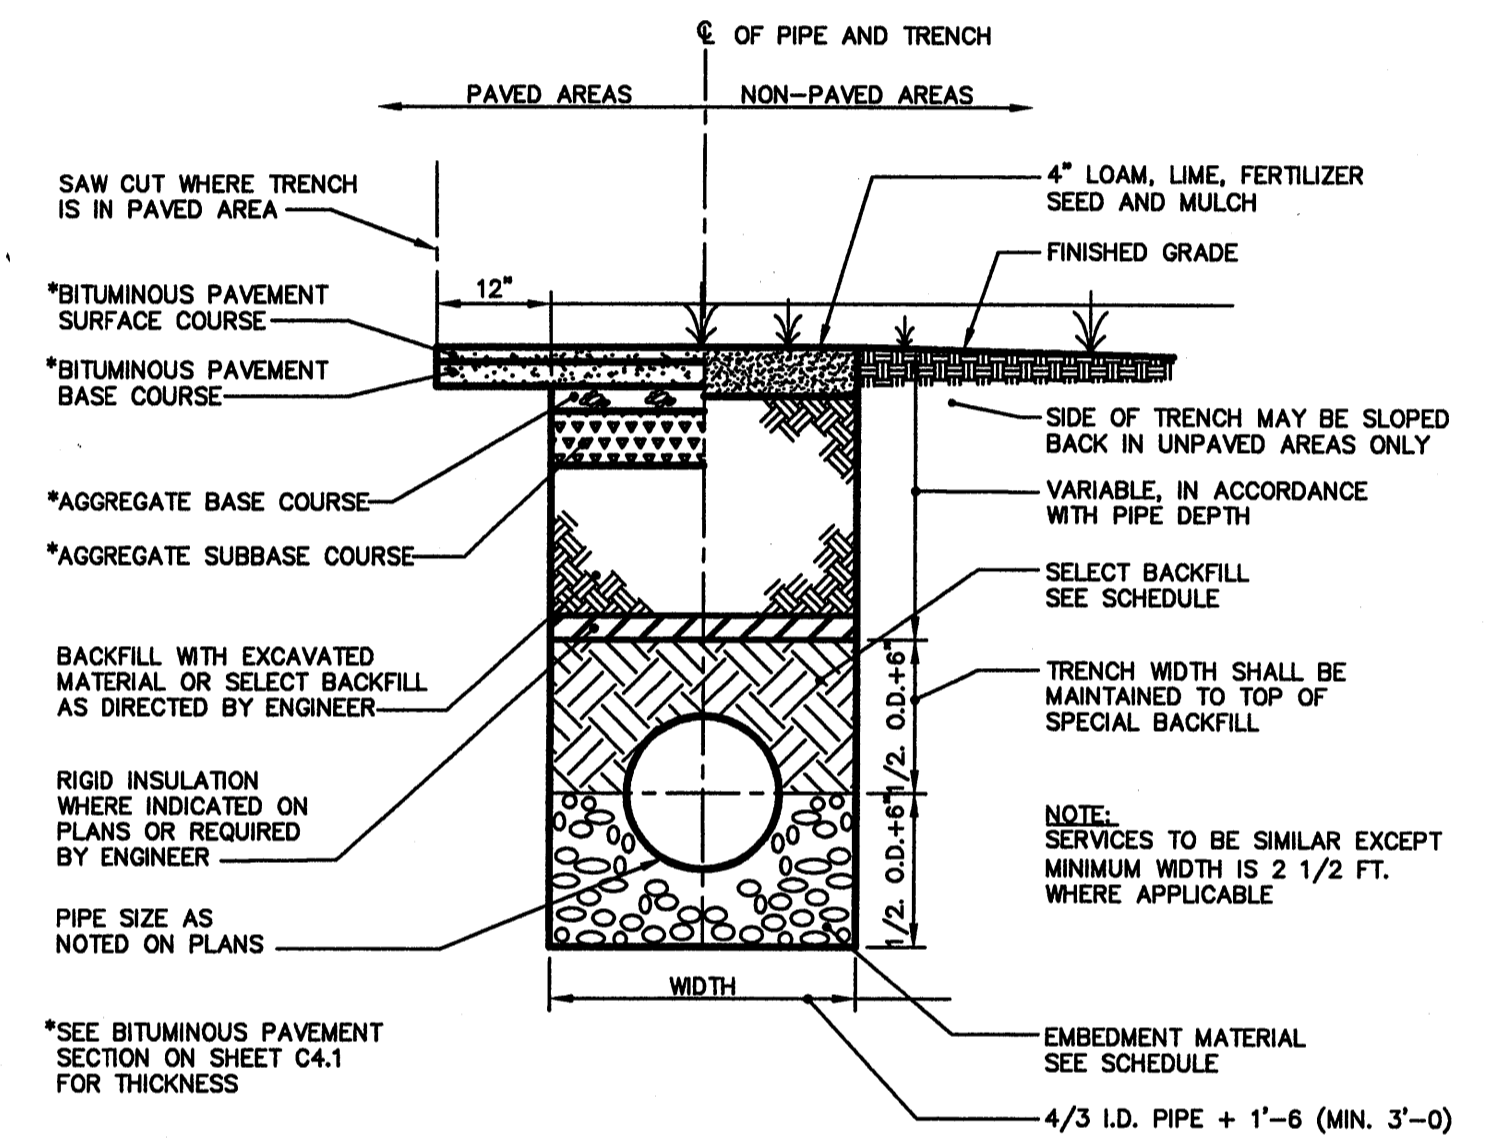 ℄ OF PIPE AND TRENCH
PAVED AREAS
NON-PAVED AREAS
SAW CUT WHERE TRENCH
IS IN PAVED AREA
12"
*BITUMINOUS PAVEMENT
SURFACE COURSE
*BITUMINOUS PAVEMENT
BASE COURSE
*AGGREGATE BASE COURSE
*AGGREGATE SUBBASE COURSE
BACKFILL WITH EXCAVATED
MATERIAL OR SELECT BACKFILL
AS DIRECTED BY ENGINEER
RIGID INSULATION
WHERE INDICATED ON
PLANS OR REQUIRED
BY ENGINEER
PIPE SIZE AS
NOTED ON PLANS
*SEE BITUMINOUS PAVEMENT
SECTION ON SHEET C4.1
FOR THICKNESS
4" LOAM, LIME, FERTILIZER
SEED AND MULCH
FINISHED GRADE
SIDE OF TRENCH MAY BE SLOPED
BACK IN UNPAVED AREAS ONLY
VARIABLE, IN ACCORDANCE
WITH PIPE DEPTH
SELECT BACKFILL
SEE SCHEDULE
1/2. O.D.+6"
TRENCH WIDTH SHALL BE
MAINTAINED TO TOP OF
SPECIAL BACKFILL
1/2. O.D.+6"
NOTE:
SERVICES TO BE SIMILAR EXCEPT
MINIMUM WIDTH IS 2 1/2 FT.
WHERE APPLICABLE
WIDTH
EMBEDMENT MATERIAL
SEE SCHEDULE
4/3 I.D. PIPE + 1'-6 (MIN. 3'-0)